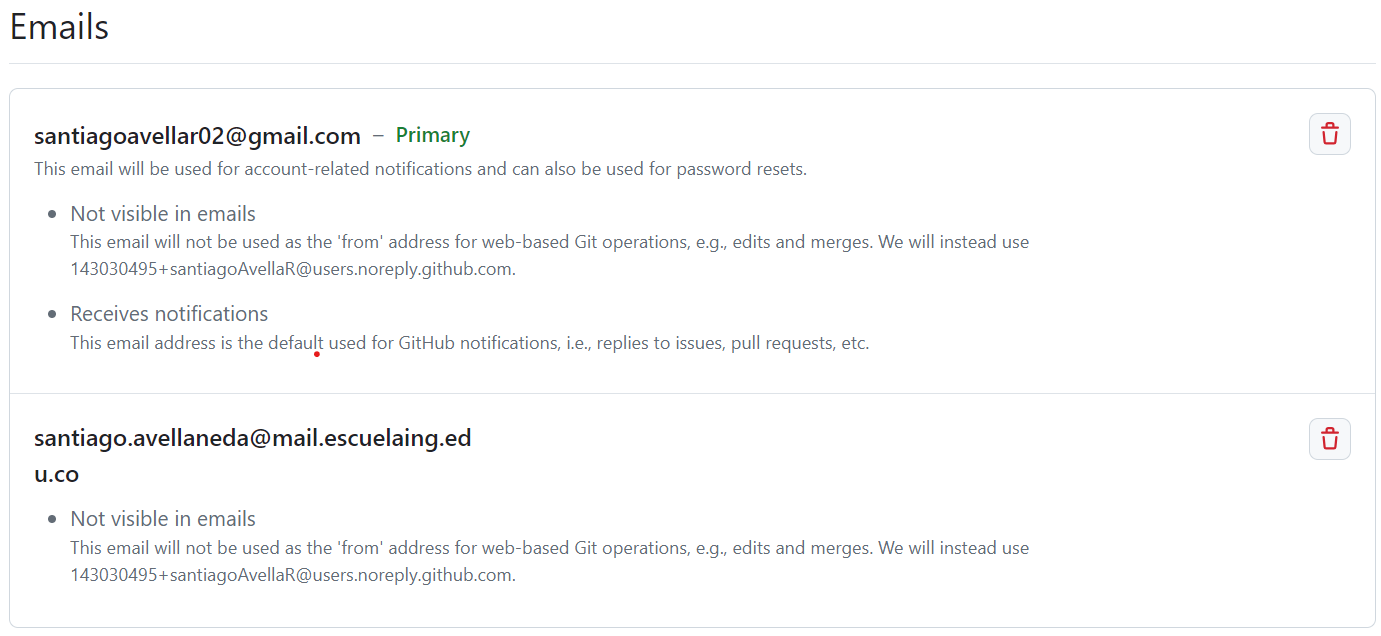 Emails
santiagoavellar02@gmail.com – Primary
This email will be used for account-related notifications and can also be used for password resets.
Not visible in emails
This email will not be used as the 'from' address for web-based Git operations, e.g., edits and merges. We will instead use
143030495+santiagoAvellaR@users.noreply.github.com.
Receives notifications
This email address is the default used for GitHub notifications, i.e., replies to issues, pull requests, etc.
santiago.avellaneda@mail.escuelaing.ed
u.co
Not visible in emails
This email will not be used as the 'from' address for web-based Git operations, e.g., edits and merges. We will instead use
143030495+santiagoAvellaR@users.noreply.github.com.